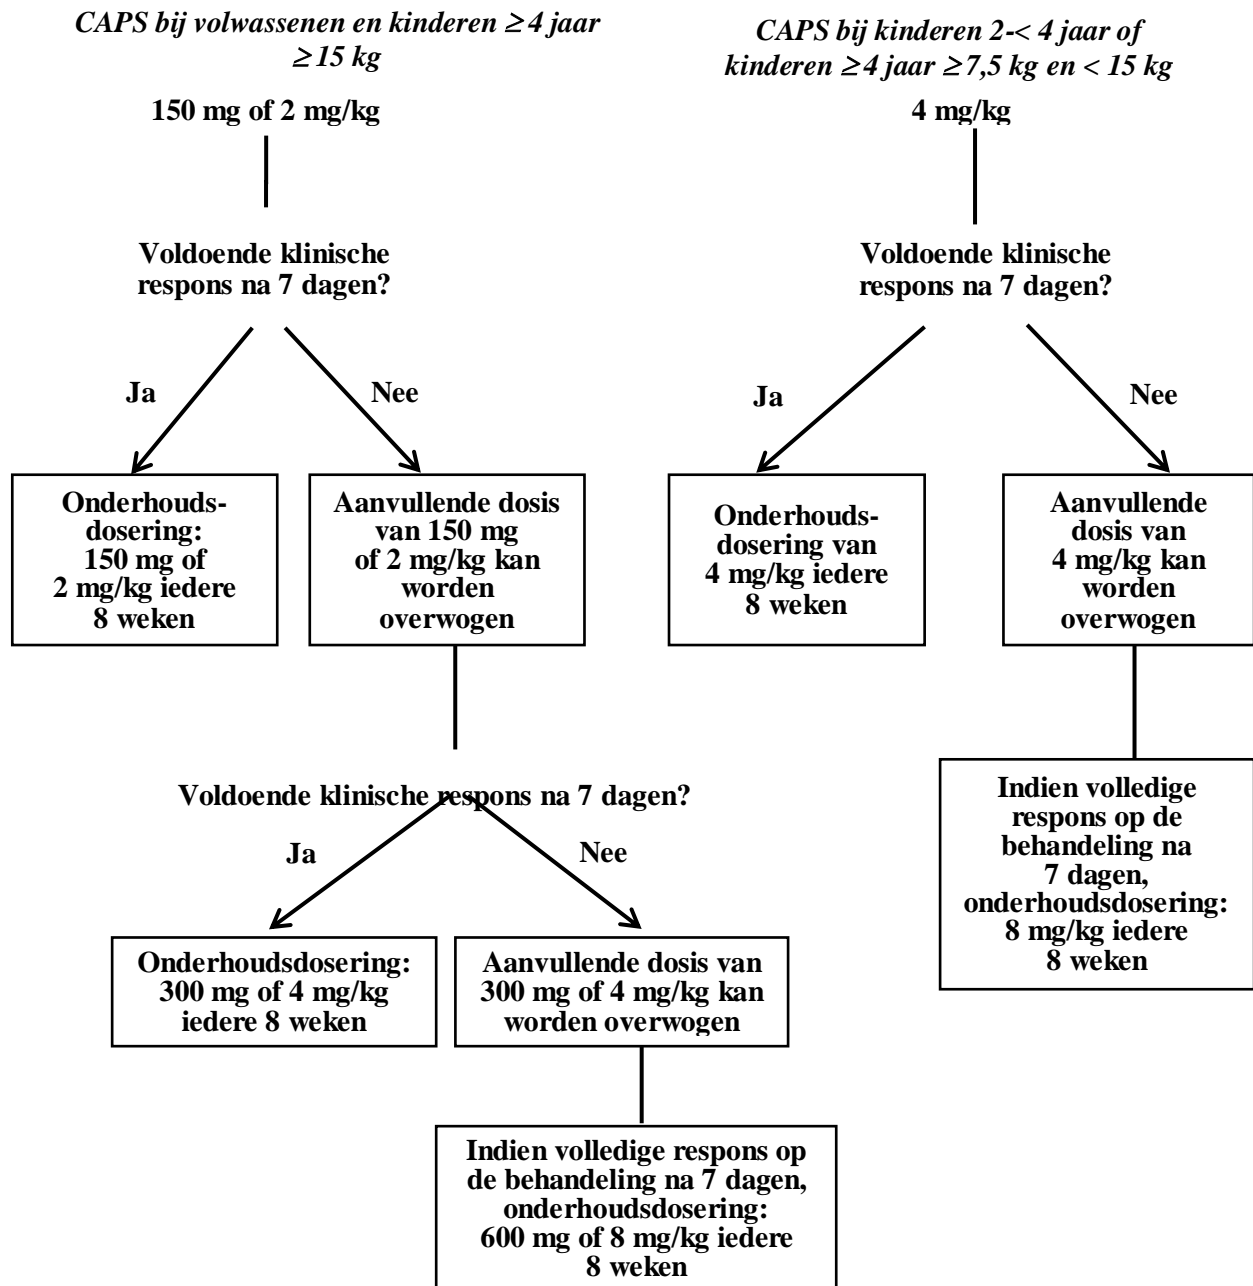 CAPS bij volwassenen en kinderen ≥4 jaar
≥15 kg
150 mg of 2 mg/kg
Voldoende klinische
respons na 7 dagen?
Ja
Nee
Onderhouds-
dosering:
150 mg of
2 mg/kg iedere
8 weken
Aanvullende dosis
van 150 mg
of 2 mg/kg kan
worden
overwogen
Voldoende klinische respons na 7 dagen?
Ja
Nee
Onderhoudsdosering:
300 mg of 4 mg/kg
iedere 8 weken
Aanvullende dosis van
300 mg of 4 mg/kg kan
worden overwogen
Indien volledige respons op
de behandeling na 7 dagen,
onderhoudsdosering:
600 mg of 8 mg/kg iedere
8 weken
CAPS bij kinderen 2-< 4 jaar of
kinderen ≥4 jaar ≥7,5 kg en < 15 kg
4 mg/kg
Voldoende klinische
respons na 7 dagen?
Ja
Nee
Onderhouds-
dosering van
4 mg/kg iedere
8 weken
Aanvullende
dosis van
4 mg/kg kan
worden
overwogen
Indien volledige
respons op de
behandeling na
7 dagen,
onderhoudsdosering:
8 mg/kg iedere
8 weken